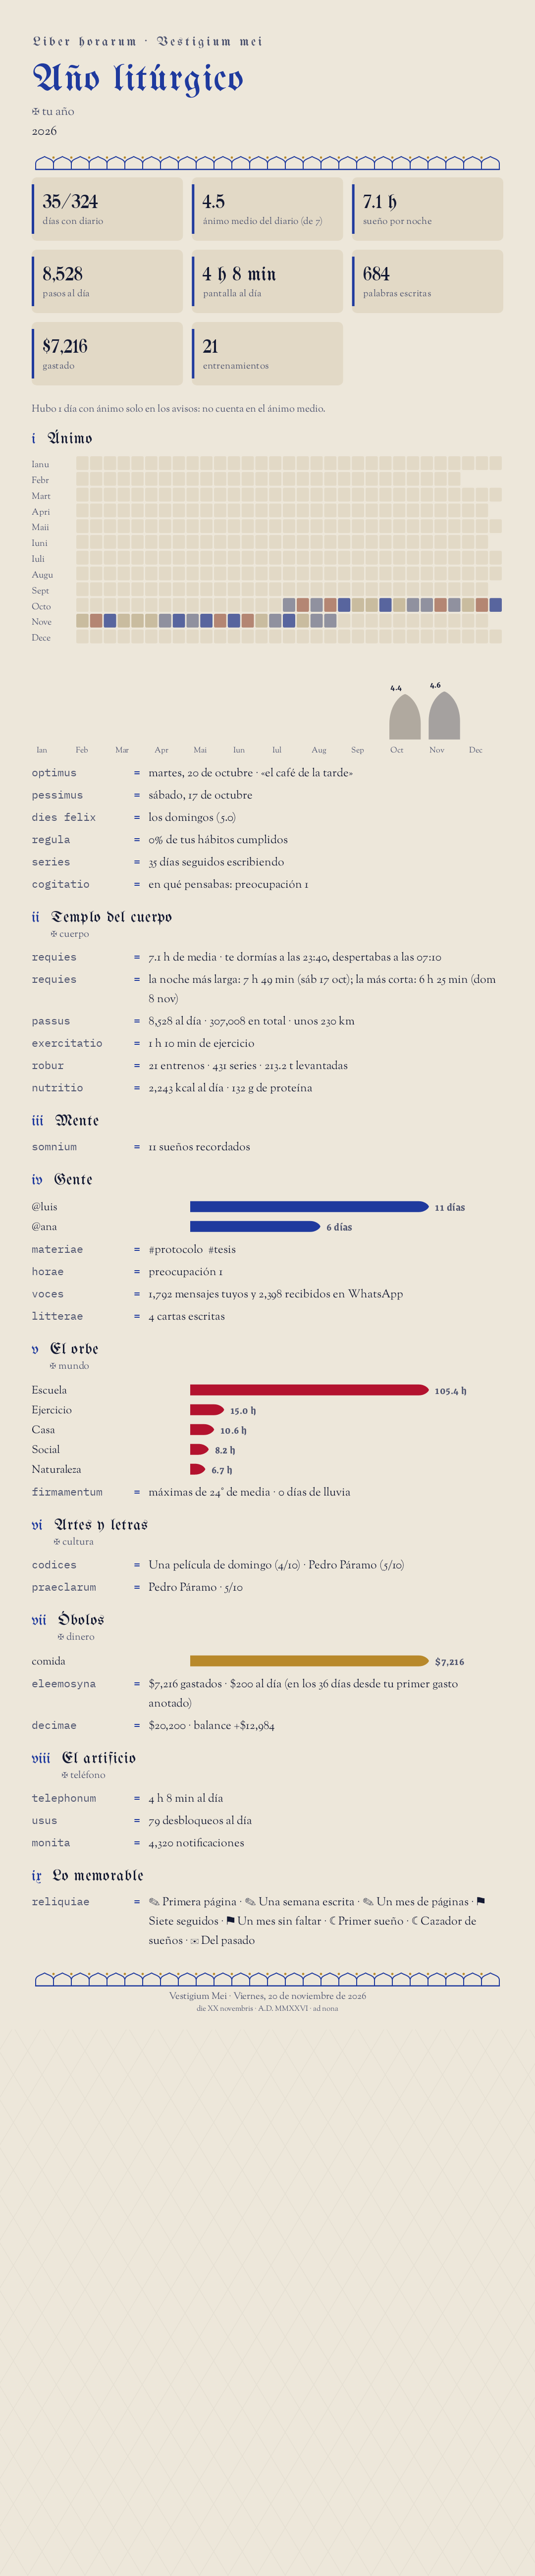 Liber horarum · Vestigium mei
Año litúrgico
✠ tu año
2026
35/324
días con diario
4.5
ánimo medio del diario (de 7)
7.1 h
sueño por noche
8,528
pasos al día
4 h 8 min
pantalla al día
684
palabras escritas
$7,216
gastado
21
entrenamientos
Hubo 1 día con ánimo solo en los avisos: no cuenta en el ánimo medio.
i Ánimo
Ianu
Febr
Mart
Apri
Maii
Iuni
Iuli
Augu
Sept
Octo
Nove
Dece
4.4 4.6
Ian Feb Mar Apr Mai Iun Iul Aug Sep Oct Nov Dec
optimus = martes, 20 de octubre · «el café de la tarde»
pessimus = sábado, 17 de octubre
dies felix = los domingos (5.0)
regula = 0% de tus hábitos cumplidos
series = 35 días seguidos escribiendo
cogitatio = en qué pensabas: preocupación 1
ii Templo del cuerpo
✠ cuerpo
requies = 7.1 h de media · te dormías a las 23:40, despertabas a las 07:10
requies = la noche más larga: 7 h 49 min (sáb 17 oct); la más corta: 6 h 25 min (dom
8 nov)
passus = 8,528 al día · 307,008 en total · unos 230 km
exercitatio = 1 h 10 min de ejercicio
robur = 21 entrenos · 431 series · 213.2 t levantadas
nutritio = 2,243 kcal al día · 132 g de proteína
iii Mente
somnium = 11 sueños recordados
iv Gente
@luis 11 días
@ana 6 días
materiae = #protocolo #tesis
horae = preocupación 1
voces = 1,792 mensajes tuyos y 2,398 recibidos en WhatsApp
litterae = 4 cartas escritas
v El orbe
✠ mundo
Escuela 105.4 h
Ejercicio 15.0 h
Casa 10.6 h
Social 8.2 h
Naturaleza 6.7 h
firmamentum = máximas de 24° de media · 0 días de lluvia
vi Artes y letras
✠ cultura
codices = Una película de domingo (4/10) · Pedro Páramo (5/10)
praeclarum = Pedro Páramo · 5/10
vii Óbolos
✠ dinero
comida $7,216
eleemosyna = $7,216 gastados · $200 al día (en los 36 días desde tu primer gasto
anotado)
decimae = $20,200 · balance +$12,984
viii El artificio
✠ teléfono
telephonum = 4 h 8 min al día
usus = 79 desbloqueos al día
monita = 4,320 notificaciones
ix Lo memorable
reliquiae = ✎ Primera página · ✎ Una semana escrita · ✎ Un mes de páginas · ⚑
Siete seguidos · ⚑ Un mes sin faltar · ☾ Primer sueño · ☾ Cazador de
sueños · ✉ Del pasado
Vestigium Mei · Viernes, 20 de noviembre de 2026
die XX novembris · A.D. MMXXVI · ad nona